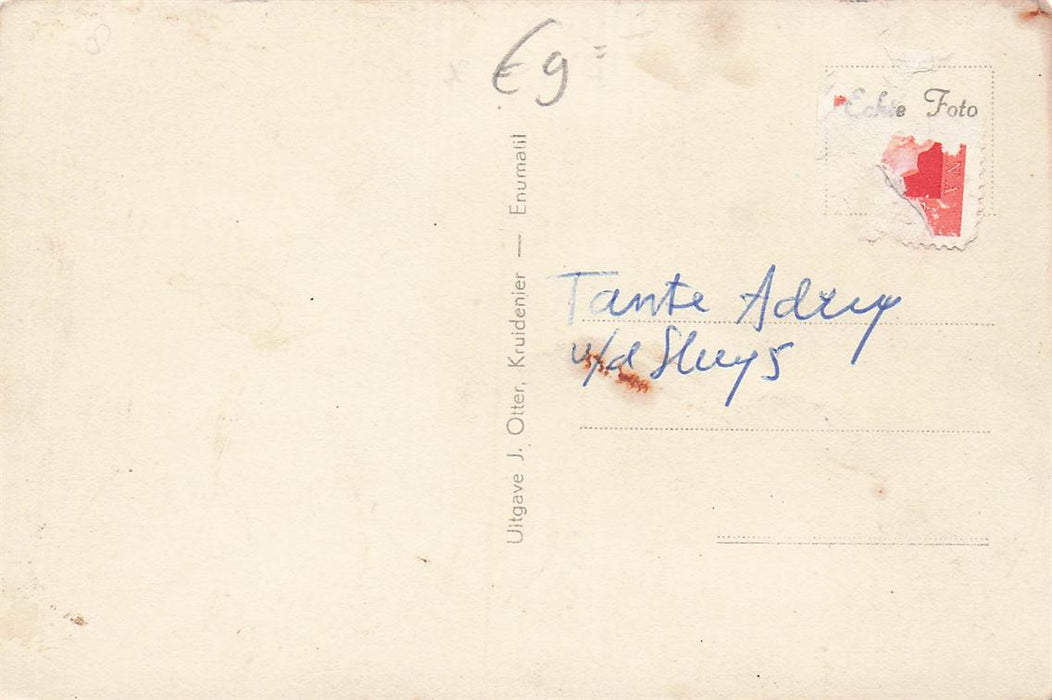 € 9=
Echte Foto
Uitgave J. Otter, Kruidenier — Enumatil
Tante Adry
v/d Sluys